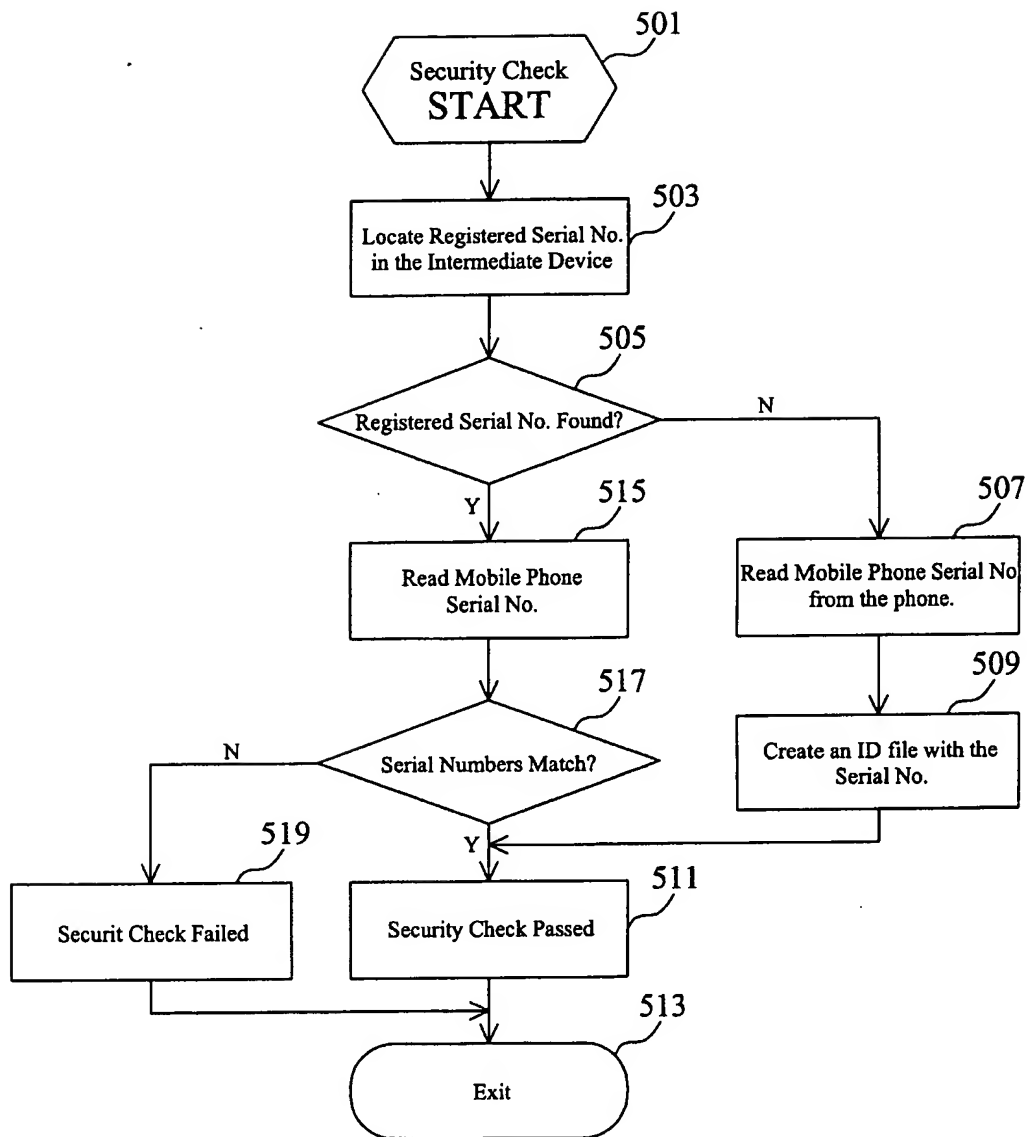 501
Security Check
START
503
Locate Registered Serial No.
in the Intermediate Device
505
Registered Serial No. Found?
N
Y
515
507
Read Mobile Phone
Serial No.
Read Mobile Phone Serial No
from the phone.
517
509
Serial Numbers Match?
N
Create an ID file with the
Serial No.
Y
519
511
Securit Check Failed
Security Check Passed
513
Exit